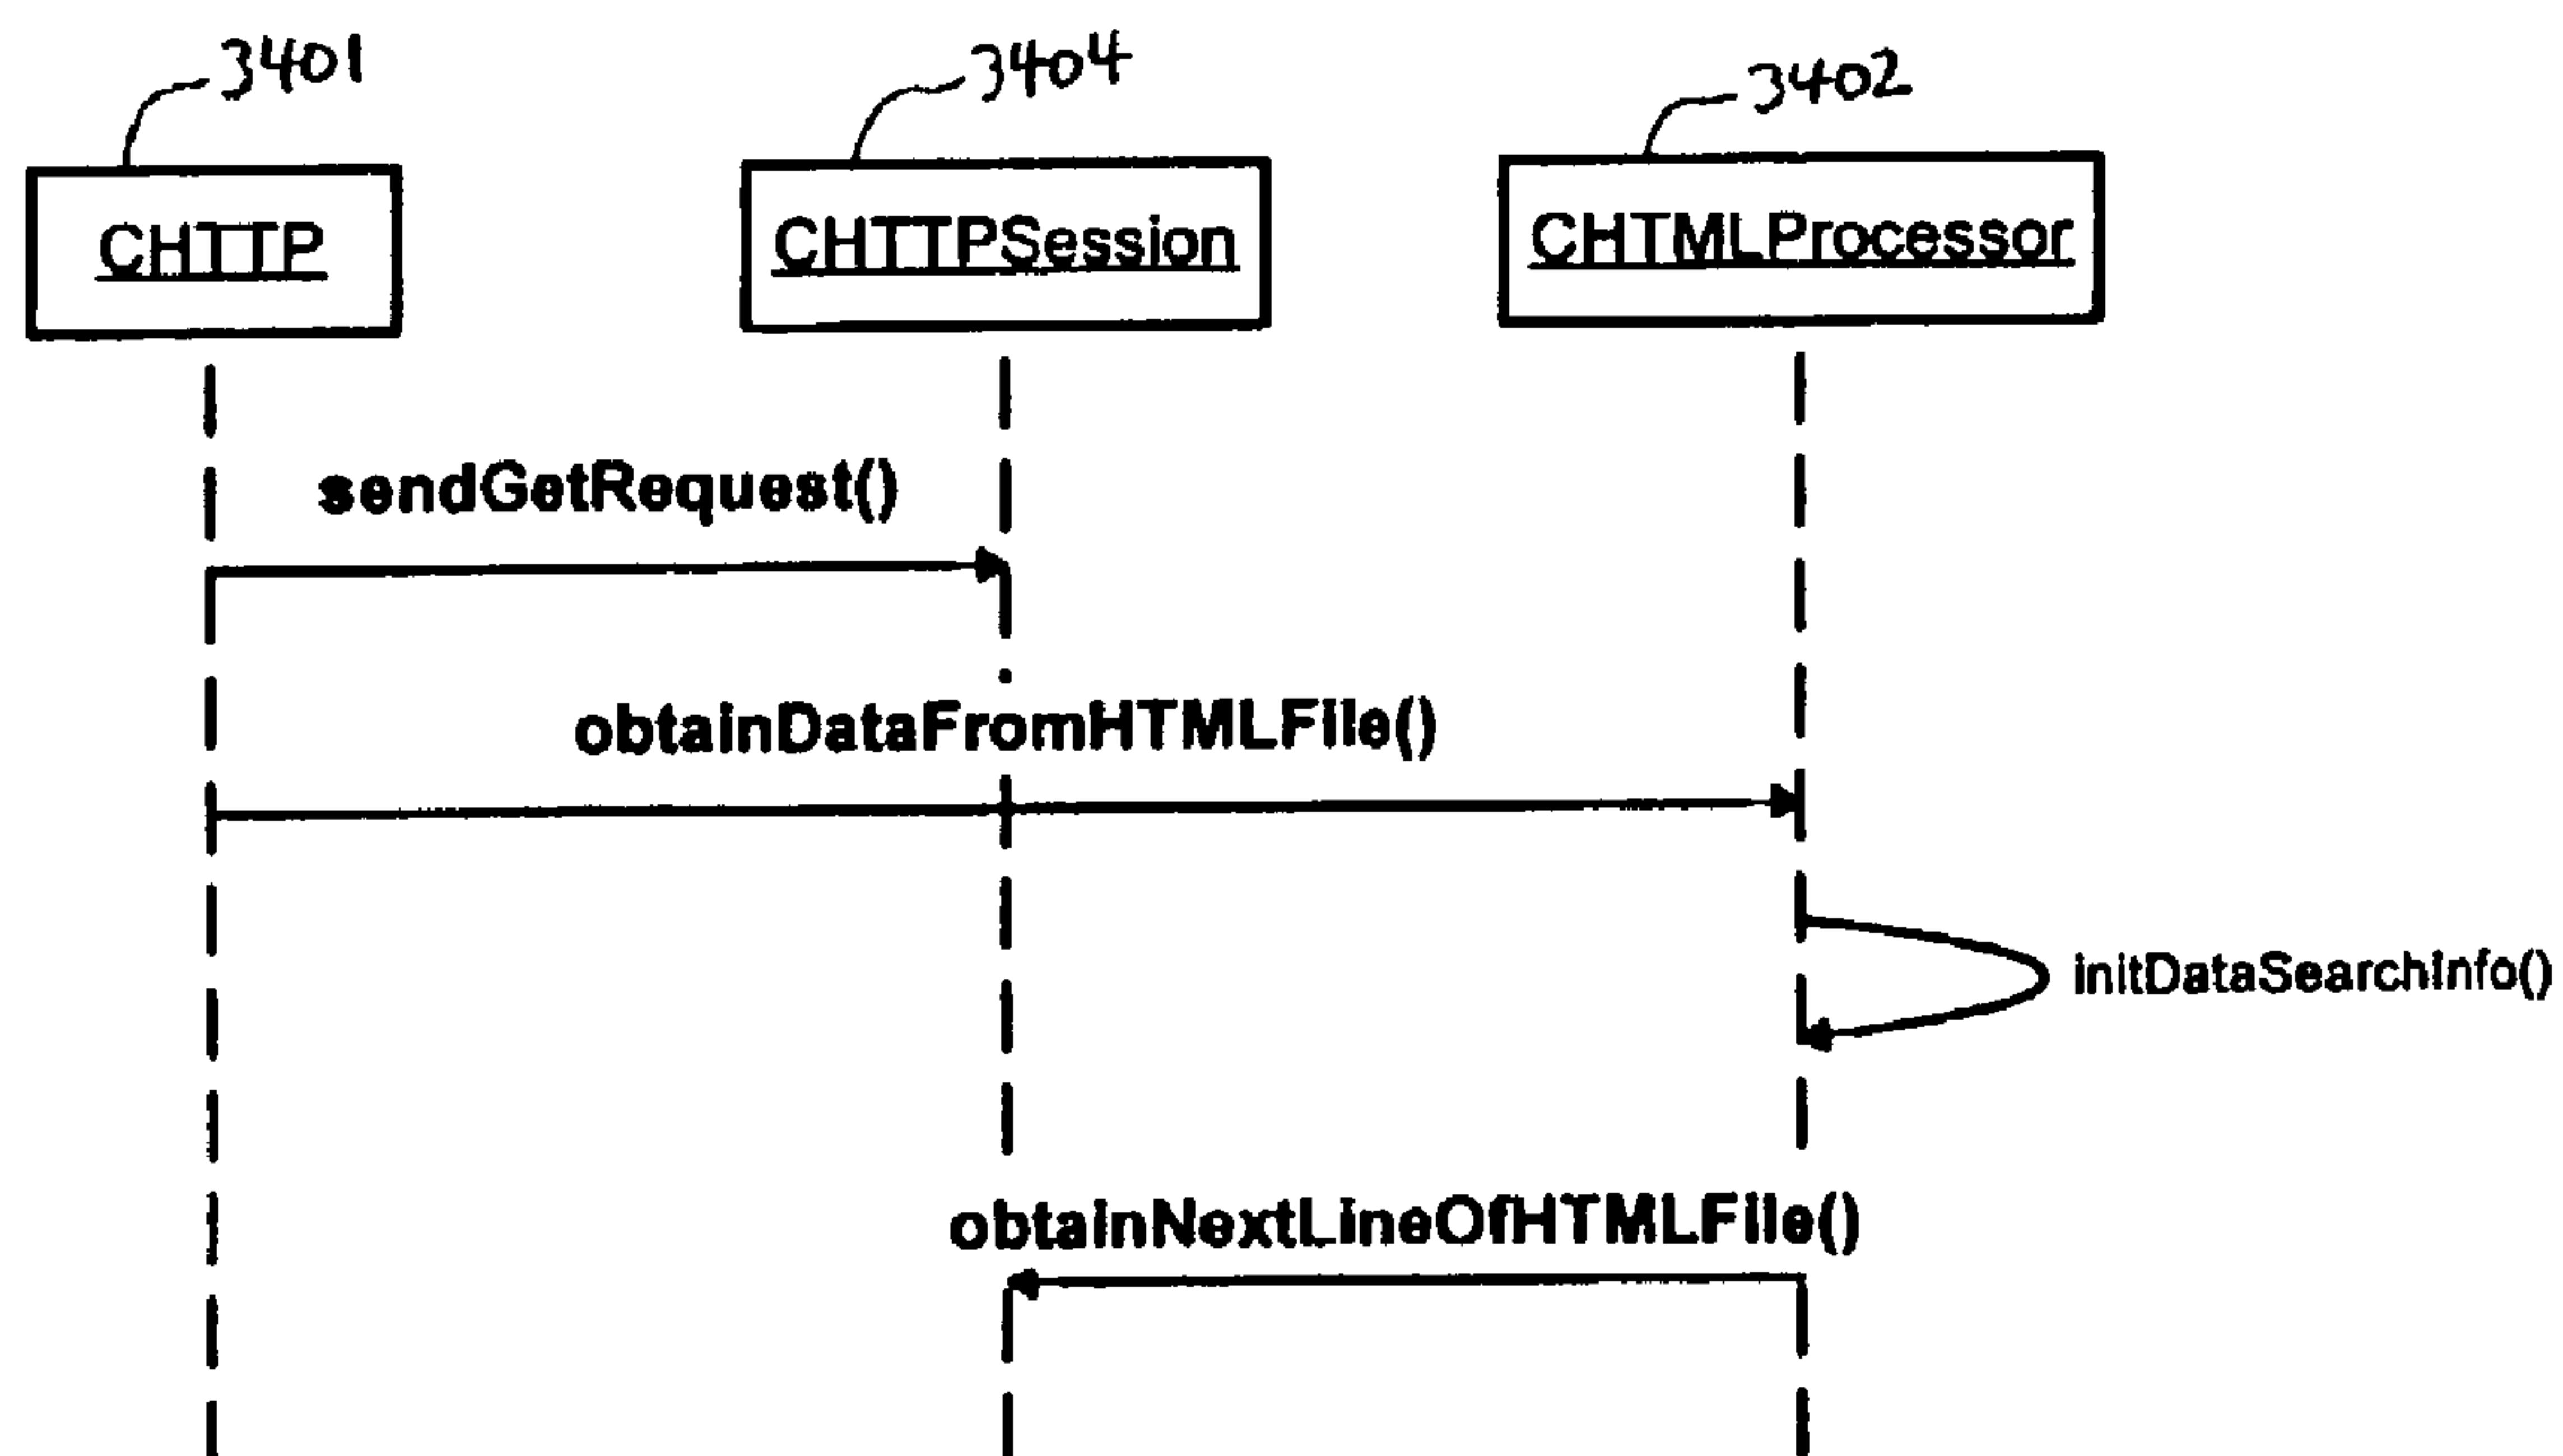 3401
3404
3402
CHTTP
CHTTPSession
CHTMLProcessor
sendGetRequest()
obtainDataFromHTMLFile()
initDataSearchInfo()
obtainNextLineOfHTMLFile()